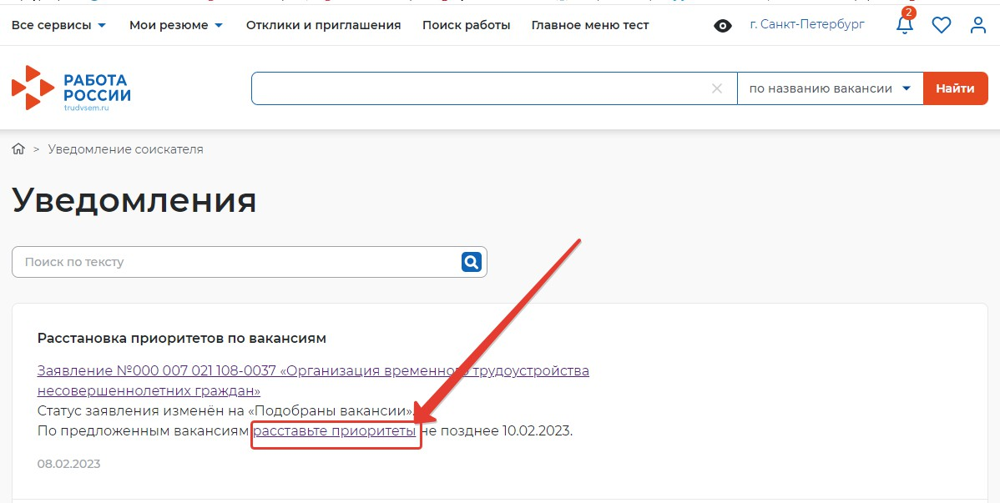 Все сервисы Мои резюме Отклики и приглашения Поиск работы Главное меню тест г. Санкт-Петербург 2
РАБОТА
РОССИИ
trudvsem.ru
по названию вакансии Найти
> Уведомление соискателя
Уведомления
Поиск по тексту
Расстановка приоритетов по вакансиям
Заявление №000 007 021 108-0037 «Организация временного трудоустройства
несовершеннолетних граждан»
Статус заявления изменён на «Подобраны вакансии».
По предложенным вакансиям расставьте приоритеты не позднее 10.02.2023.
08.02.2023